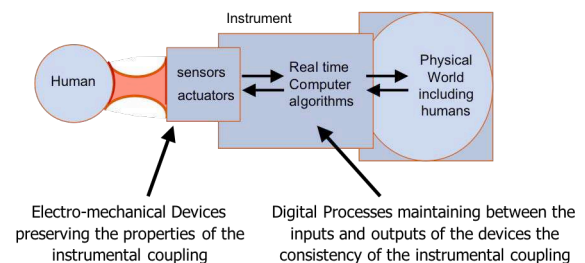 Instrument
Human
sensors
actuators
Real time
Computer
algorithms
Physical
World
including
humans
Electro-mechanical Devices
preserving the properties of the
instrumental coupling
Digital Processes maintaining between the
inputs and outputs of the devices the
consistency of the instrumental coupling